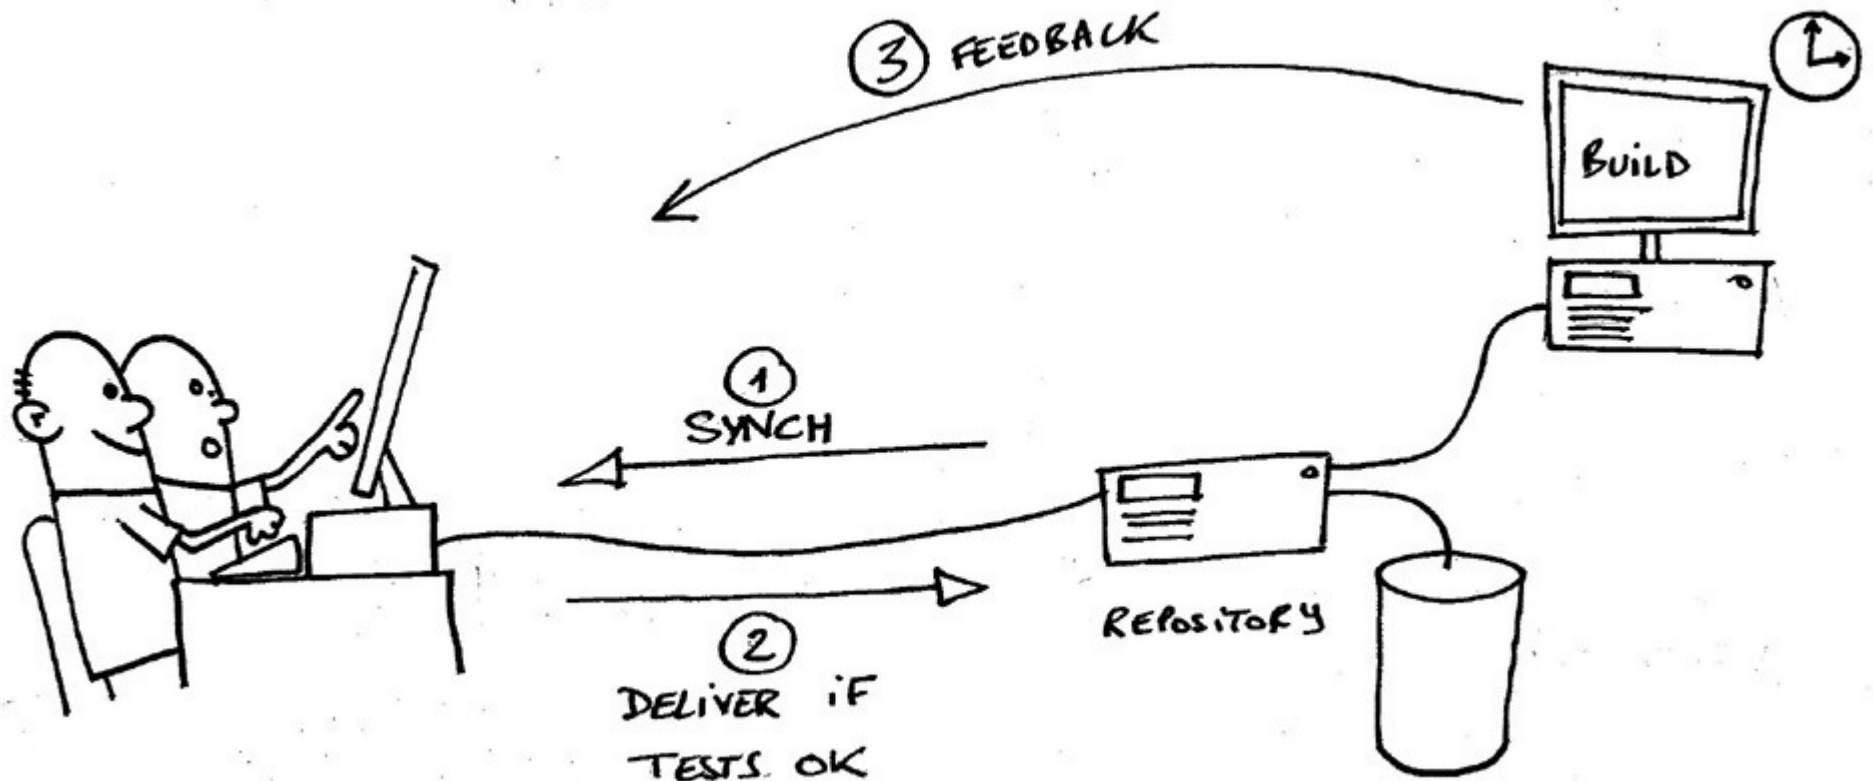 3 FEEDBACK
BUiLD
1
SYNCH
REPOSiTORY
2
DELiVER iF
TESTS OK